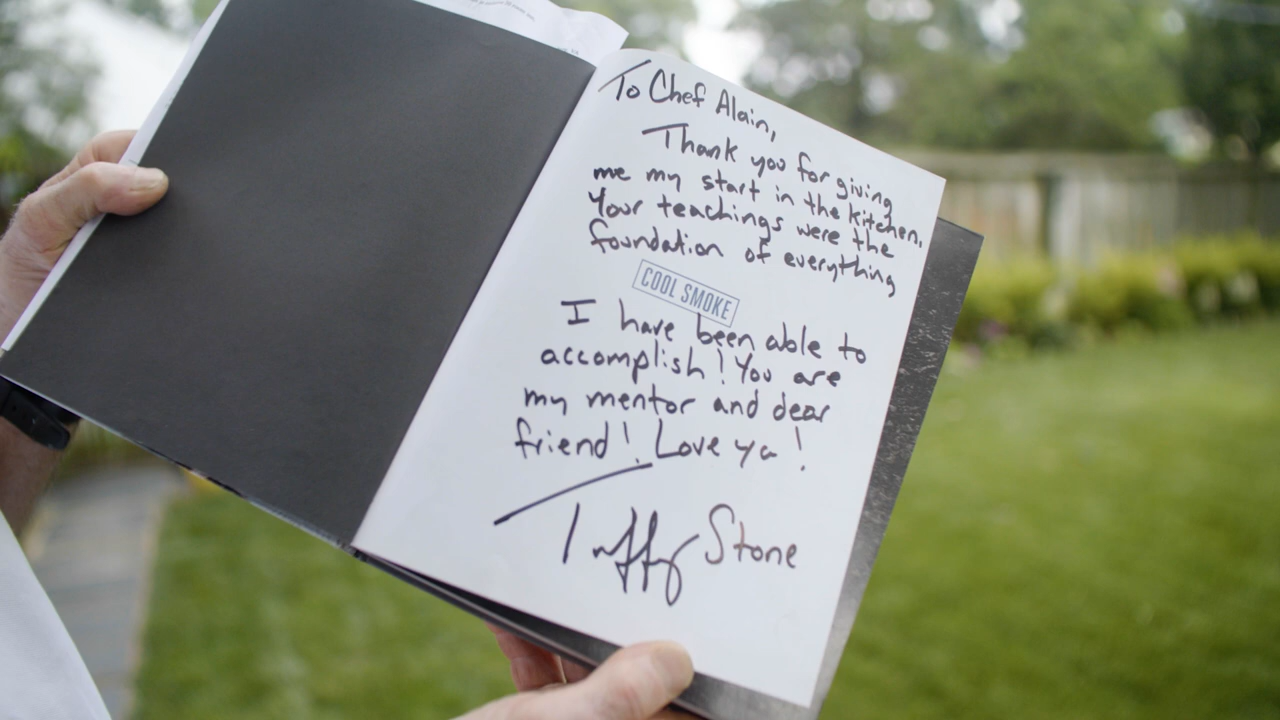 To Chef Alain,
Thank you for giving
me my start in the kitchen.
Your teachings were the
foundation of everything
COOL SMOKE
I have been able to
accomplish! You are
my mentor and dear
friend! Love ya!
Tuffy Stone